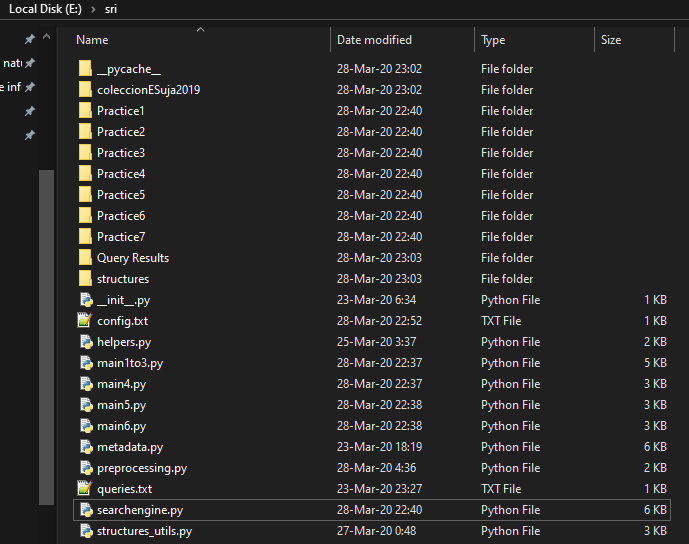 Local Disk (E:) > sri
Name Date modified Type Size
__pycache__ 28-Mar-20 23:02 File folder
nat coleccionESuja2019 28-Mar-20 23:02 File folder
e inf Practice1 28-Mar-20 22:40 File folder
Practice2 28-Mar-20 22:40 File folder
Practice3 28-Mar-20 22:40 File folder
Practice4 28-Mar-20 22:40 File folder
Practice5 28-Mar-20 22:40 File folder
Practice6 28-Mar-20 22:40 File folder
Practice7 28-Mar-20 22:40 File folder
Query Results 28-Mar-20 23:03 File folder
structures 28-Mar-20 23:03 File folder
__init__.py 23-Mar-20 6:34 Python File 1 KB
config.txt 28-Mar-20 22:52 TXT File 1 KB
helpers.py 25-Mar-20 3:37 Python File 2 KB
main1to3.py 28-Mar-20 22:37 Python File 5 KB
main4.py 28-Mar-20 22:37 Python File 3 KB
main5.py 28-Mar-20 22:38 Python File 3 KB
main6.py 28-Mar-20 22:38 Python File 3 KB
metadata.py 23-Mar-20 18:19 Python File 6 KB
preprocessing.py 28-Mar-20 4:36 Python File 2 KB
queries.txt 23-Mar-20 23:27 TXT File 1 KB
searchengine.py 28-Mar-20 22:40 Python File 6 KB
structures_utils.py 27-Mar-20 0:48 Python File 3 KB